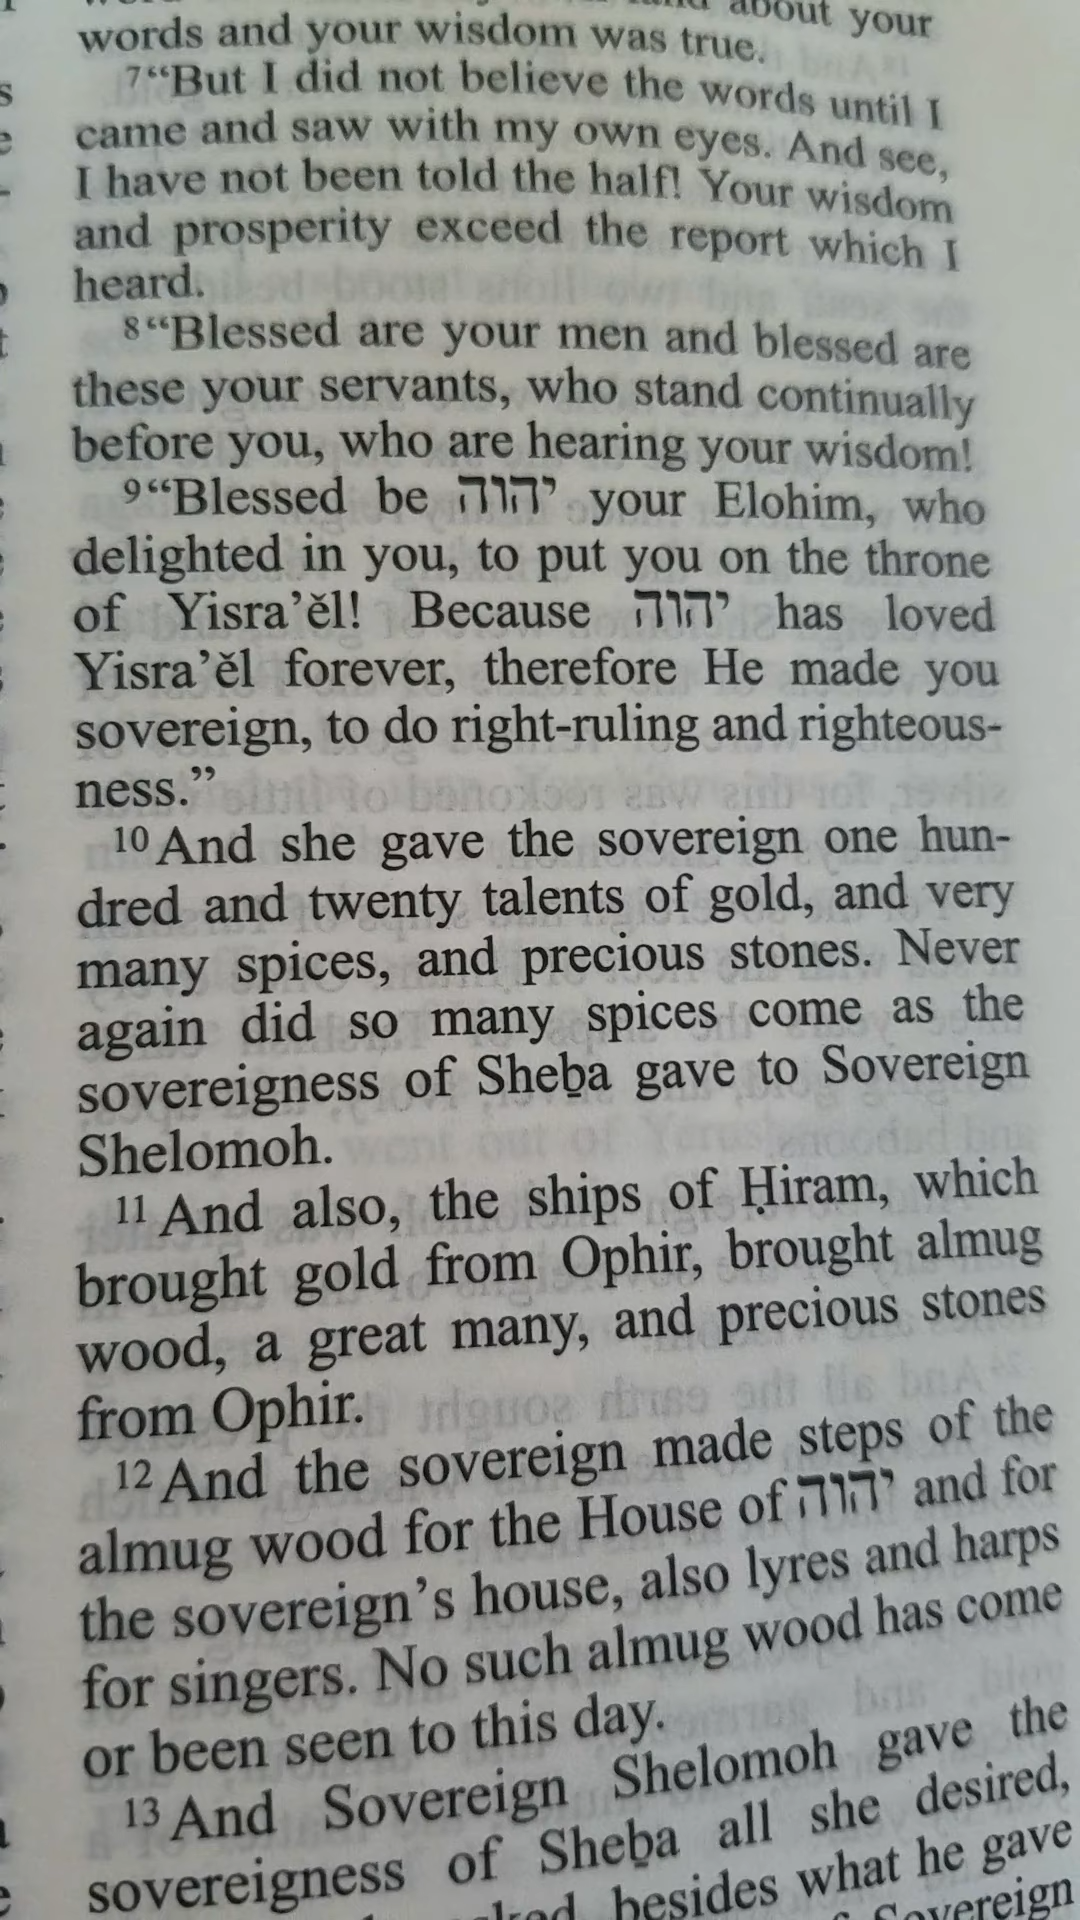 about your
words and your wisdom was true.
7“But I did not believe the words until I
came and saw with my own eyes. And see,
I have not been told the half! Your wisdom
and prosperity exceed the report which I
heard.
8“Blessed are your men and blessed are
these your servants, who stand continually
before you, who are hearing your wisdom!
9“Blessed be יהוה your Elohim, who
delighted in you, to put you on the throne
of Yisra’ĕl! Because יהוה has loved
Yisra’ĕl forever, therefore He made you
sovereign, to do right-ruling and righteous-
ness.”
10 And she gave the sovereign one hun-
dred and twenty talents of gold, and very
many spices, and precious stones. Never
again did so many spices come as the
sovereigness of Sheḇa gave to Sovereign
Shelomoh.
11 And also, the ships of Ḥiram, which
brought gold from Ophir, brought almug
wood, a great many, and precious stones
from Ophir.
12 And the sovereign made steps of the
almug wood for the House of יהוה and for
the sovereign’s house, also lyres and harps
for singers. No such almug wood has come
or been seen to this day.
13 And Sovereign Shelomoh gave the
sovereigness of Sheḇa all she desired,
besides what he gave
Sovereign